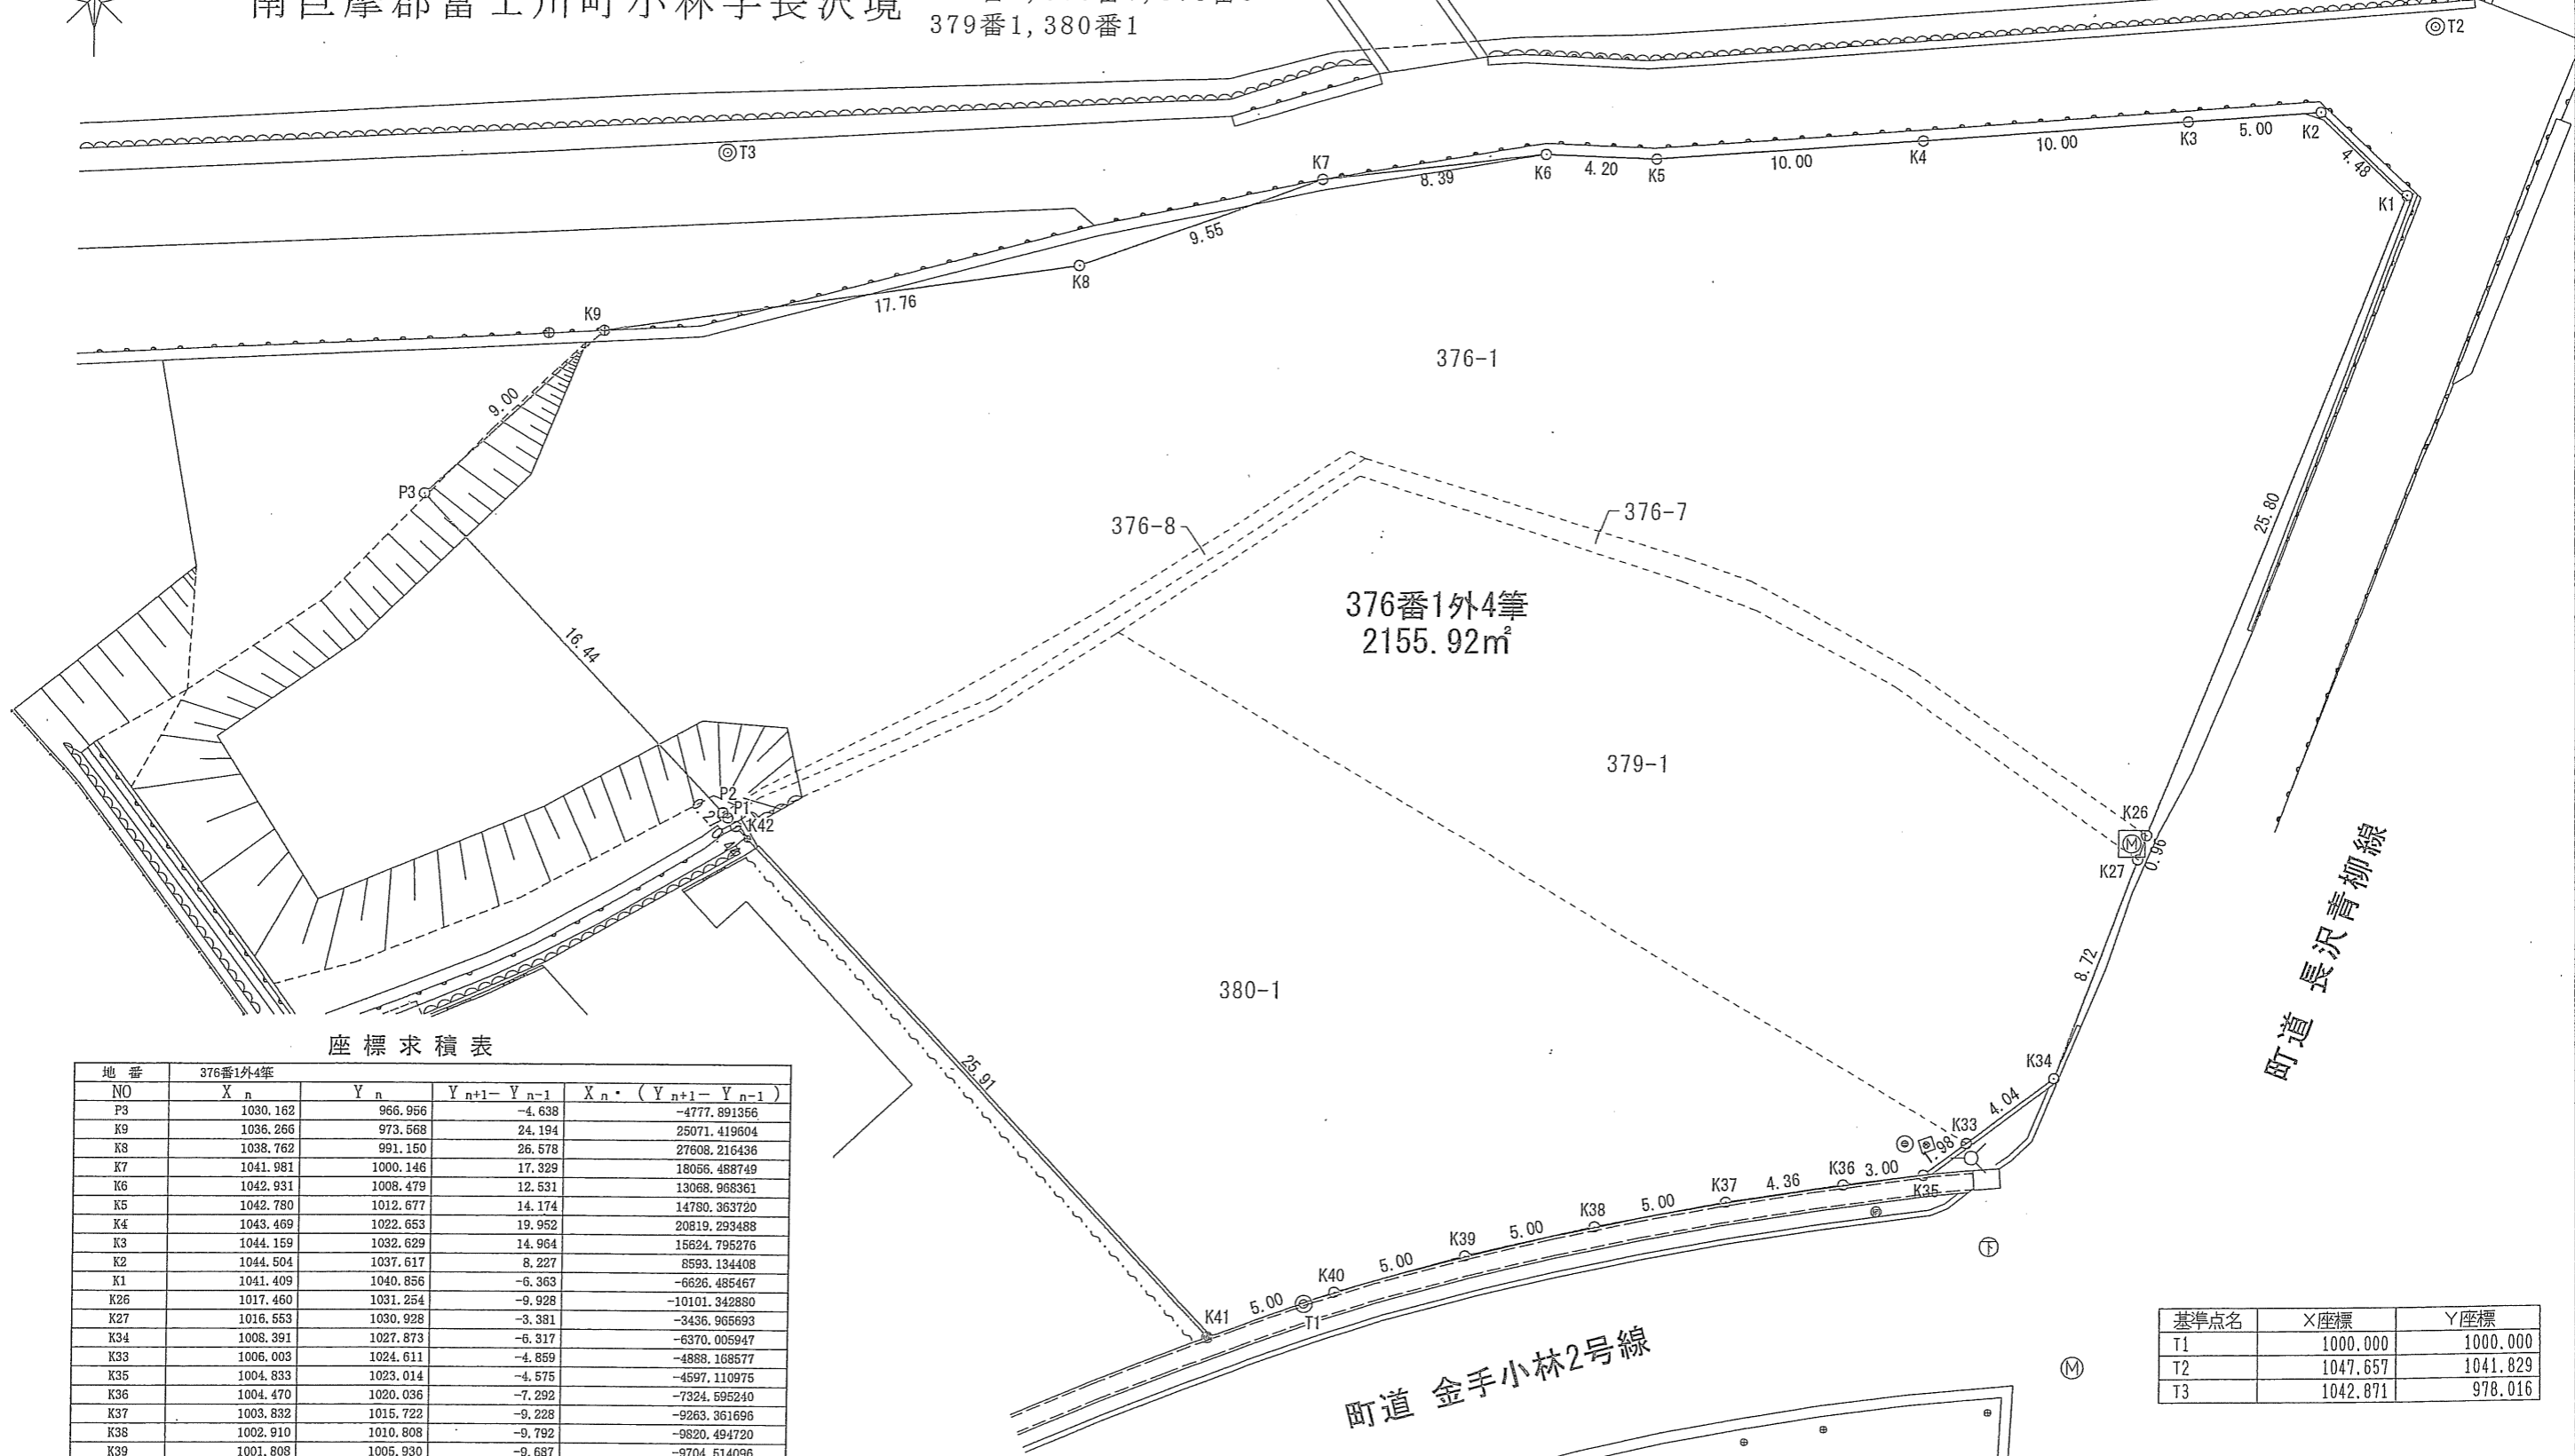 南巨摩郡富士川町小林字長沢境
379番1, 380番1
T2
T3
K7
8.39
K6
4.20
K5
10.00
K4
10.00
K3
5.00
K2
4.48
K1
9.55
K8
17.76
K9
9.00
P3
376-1
25.80
376-8
376-7
376番1外4筆
2155.92㎡
16.44
379-1
P2
P1
K42
K26
M
0.96
K27
8.72
380-1
25.91
K34
4.04
K33
1.98
K35
3.00
K36
4.36
K37
5.00
K38
5.00
K39
5.00
K40
5.00
T1
K41
下
M
町道 長沢青柳線
町道 金手小林2号線
座標求積表
地番 376番1外4筆
NO X n Y n Y n+1- Y n-1 X n・( Y n+1- Y n-1 )
P3 1030.162 966.956 -4.638 -4777.891356
K9 1036.266 973.568 24.194 25071.419604
K8 1038.762 991.150 26.578 27608.216436
K7 1041.981 1000.146 17.329 18056.488749
K6 1042.931 1008.479 12.531 13068.968361
K5 1042.780 1012.677 14.174 14780.363720
K4 1043.469 1022.653 19.952 20819.293488
K3 1044.159 1032.629 14.964 15624.795276
K2 1044.504 1037.617 8.227 8593.134408
K1 1041.409 1040.856 -6.363 -6626.485467
K26 1017.460 1031.254 -9.928 -10101.342880
K27 1016.553 1030.928 -3.381 -3436.965693
K34 1008.391 1027.873 -6.317 -6370.005947
K33 1006.003 1024.611 -4.859 -4888.168577
K35 1004.833 1023.014 -4.575 -4597.110975
K36 1004.470 1020.036 -7.292 -7324.595240
K37 1003.832 1015.722 -9.228 -9263.361696
K38 1002.910 1010.808 -9.792 -9820.494720
K39 1001.808 1005.930 -9.687 -9704.514096
基準点名 X座標 Y座標
T1 1000.000 1000.000
T2 1047.657 1041.829
T3 1042.871 978.016